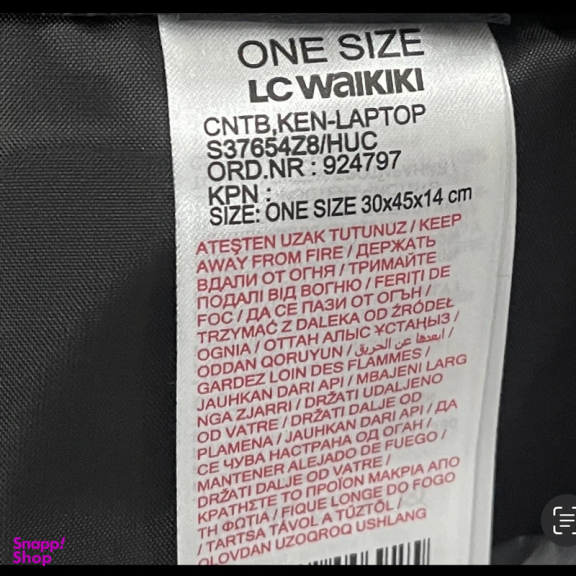 ONE SIZE
LC WAIKIKI
CNTB,KEN-LAPTOP
S37654Z8/HUC
ORD.NR : 924797
KPN :
SIZE: ONE SIZE 30x45x14 cm
ATEŞTEN UZAK TUTUNUZ / KEEP
AWAY FROM FIRE / ДЕРЖАТЬ
ВДАЛИ ОТ ОГНЯ / ТРИМАЙТЕ
ПОДАЛІ ВІД ВОГНЮ / FERITI DE
FOC / ДА СЕ ПАЗИ ОТ ОГЪН /
TRZYMAĆ Z DALEKA OD ŹRÓDEŁ
OGNIA / ОТТАН АЛЫС ҰСТАҢЫЗ /
ODDAN QORUYUN / ابعدها عن الحريق /
GARDEZ LOIN DES FLAMMES /
JAUHKAN DARI API / MBAJENI LARG
NGA ZJARRI / DRŽATI UDALJENO
OD VATRE / DRŽATI DALJE OD
PLAMENA / JAUHKAN DARI API / ДА
СЕ ЧУВА НАСТРАНА ОД ОГАН /
MANTENER ALEJADO DE FUEGO /
DRŽATI DALJE OD VATRE /
ΚΡΑΤΗΣΤΕ ΤΟ ΠΡΟΪΟΝ ΜΑΚΡΙΑ ΑΠΟ
ΤΗ ΦΩΤΙΑ / FIQUE LONGE DO FOGO
/ TARTSA TÁVOL A TŰZTŐL /
OLOVDAN UZOQROQ USHLANG
Snapp!
Shop